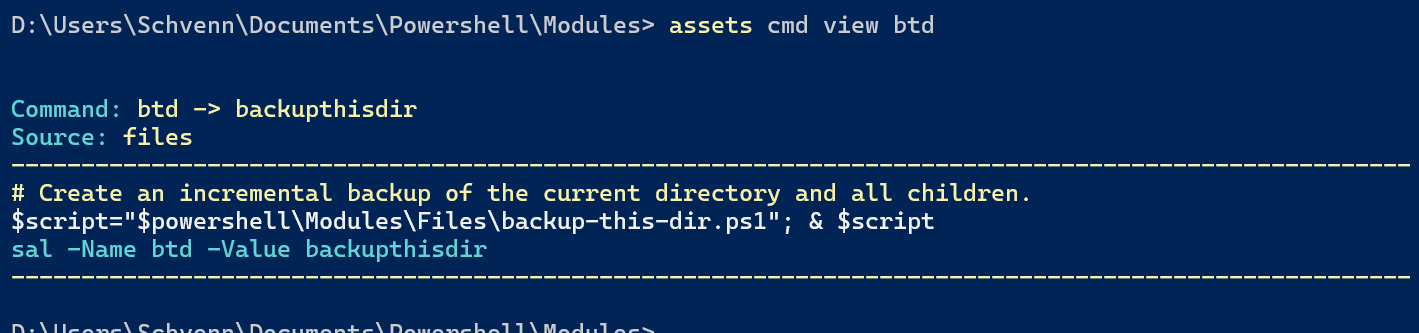 D:\Users\Schvenn\Documents\Powershell\Modules> assets cmd view btd
Command: btd -> backupthisdir
Source: files
----------------------------------------------------------------------------------------------------
# Create an incremental backup of the current directory and all children.
$script="$powershell\Modules\Files\backup-this-dir.ps1"; & $script
sal -Name btd -Value backupthisdir
----------------------------------------------------------------------------------------------------
D:\Users\Schvenn\Documents\Powershell\Modules>